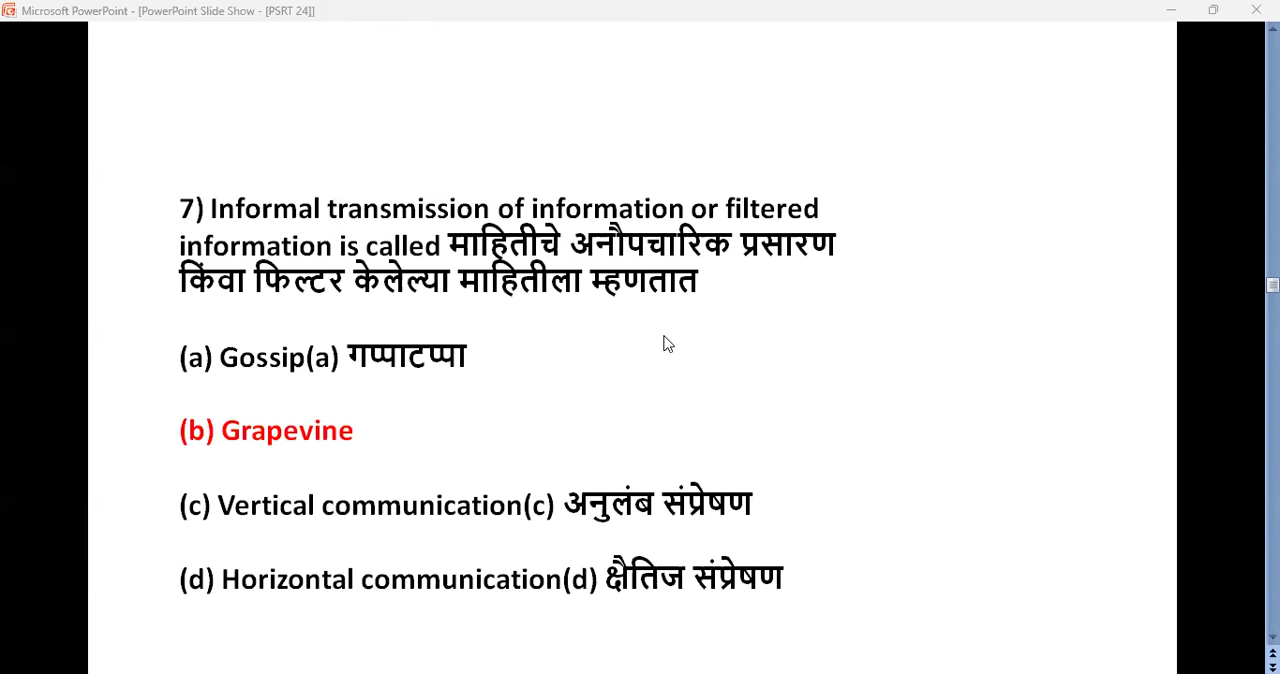 Microsoft PowerPoint - [PowerPoint Slide Show - [PSRT 24]]
7) Informal transmission of information or filtered
information is called माहितीचे अनौपचारिक प्रसारण
किंवा फिल्टर केलेल्या माहितीला म्हणतात
(a) Gossip(a) गप्पाटप्पा
(b) Grapevine
(c) Vertical communication(c) अनुलंब संप्रेषण
(d) Horizontal communication(d) क्षैतिज संप्रेषण